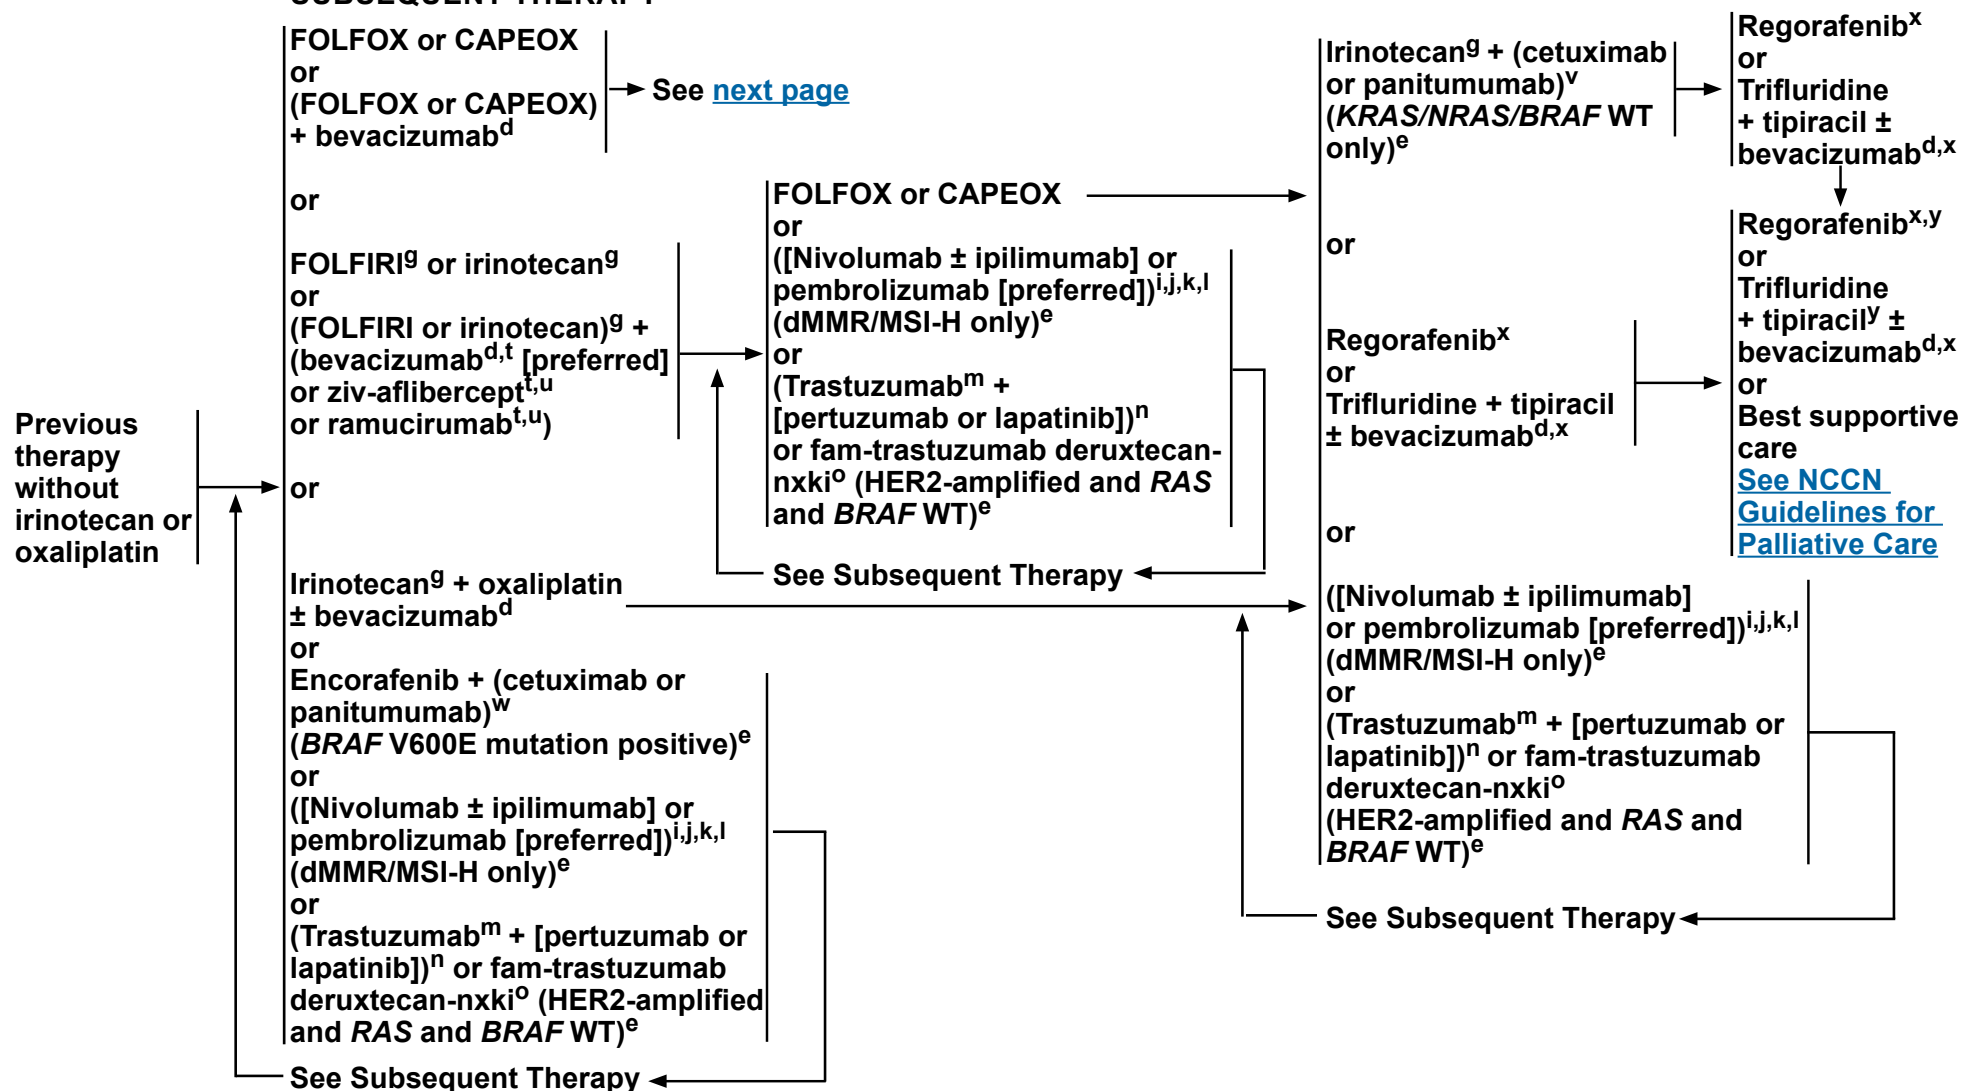 SUBSEQUENT THERAPY
Previous
therapy
without
irinotecan or
oxaliplatin
FOLFOX or CAPEOX
or
(FOLFOX or CAPEOX)
+ bevacizumabd
See next page
or
FOLFIRIg or irinotecang
or
(FOLFIRI or irinotecan)g +
(bevacizumabd,t [preferred]
or ziv-afliberceptt,u
or ramucirumabt,u)
or
Irinotecang + oxaliplatin
± bevacizumabd
or
Encorafenib + (cetuximab or
panitumumab)w
(BRAF V600E mutation positive)e
or
([Nivolumab ± ipilimumab] or
pembrolizumab [preferred])i,j,k,l
(dMMR/MSI-H only)e
or
(Trastuzumabm + [pertuzumab or
lapatinib])n or fam-trastuzumab
deruxtecan-nxkio (HER2-amplified
and RAS and BRAF WT)e
See Subsequent Therapy
FOLFOX or CAPEOX
or
([Nivolumab ± ipilimumab] or
pembrolizumab [preferred])i,j,k,l
(dMMR/MSI-H only)e
or
(Trastuzumabm +
[pertuzumab or lapatinib])n
or fam-trastuzumab deruxtecan-
nxkio (HER2-amplified and RAS
and BRAF WT)e
See Subsequent Therapy
Irinotecang + (cetuximab
or panitumumab)v
(KRAS/NRAS/BRAF WT
only)e
or
Regorafenibx
or
Trifluridine + tipiracil
± bevacizumabd,x
or
([Nivolumab ± ipilimumab]
or pembrolizumab [preferred])i,j,k,l
(dMMR/MSI-H only)e
or
(Trastuzumabm + [pertuzumab or
lapatinib])n or fam-trastuzumab
deruxtecan-nxkio
(HER2-amplified and RAS and
BRAF WT)e
See Subsequent Therapy
Regorafenibx
or
Trifluridine
+ tipiracil ±
bevacizumabd,x
Regorafenibx,y
or
Trifluridine
+ tipiracily ±
bevacizumabd,x
or
Best supportive
care
See NCCN
Guidelines for
Palliative Care